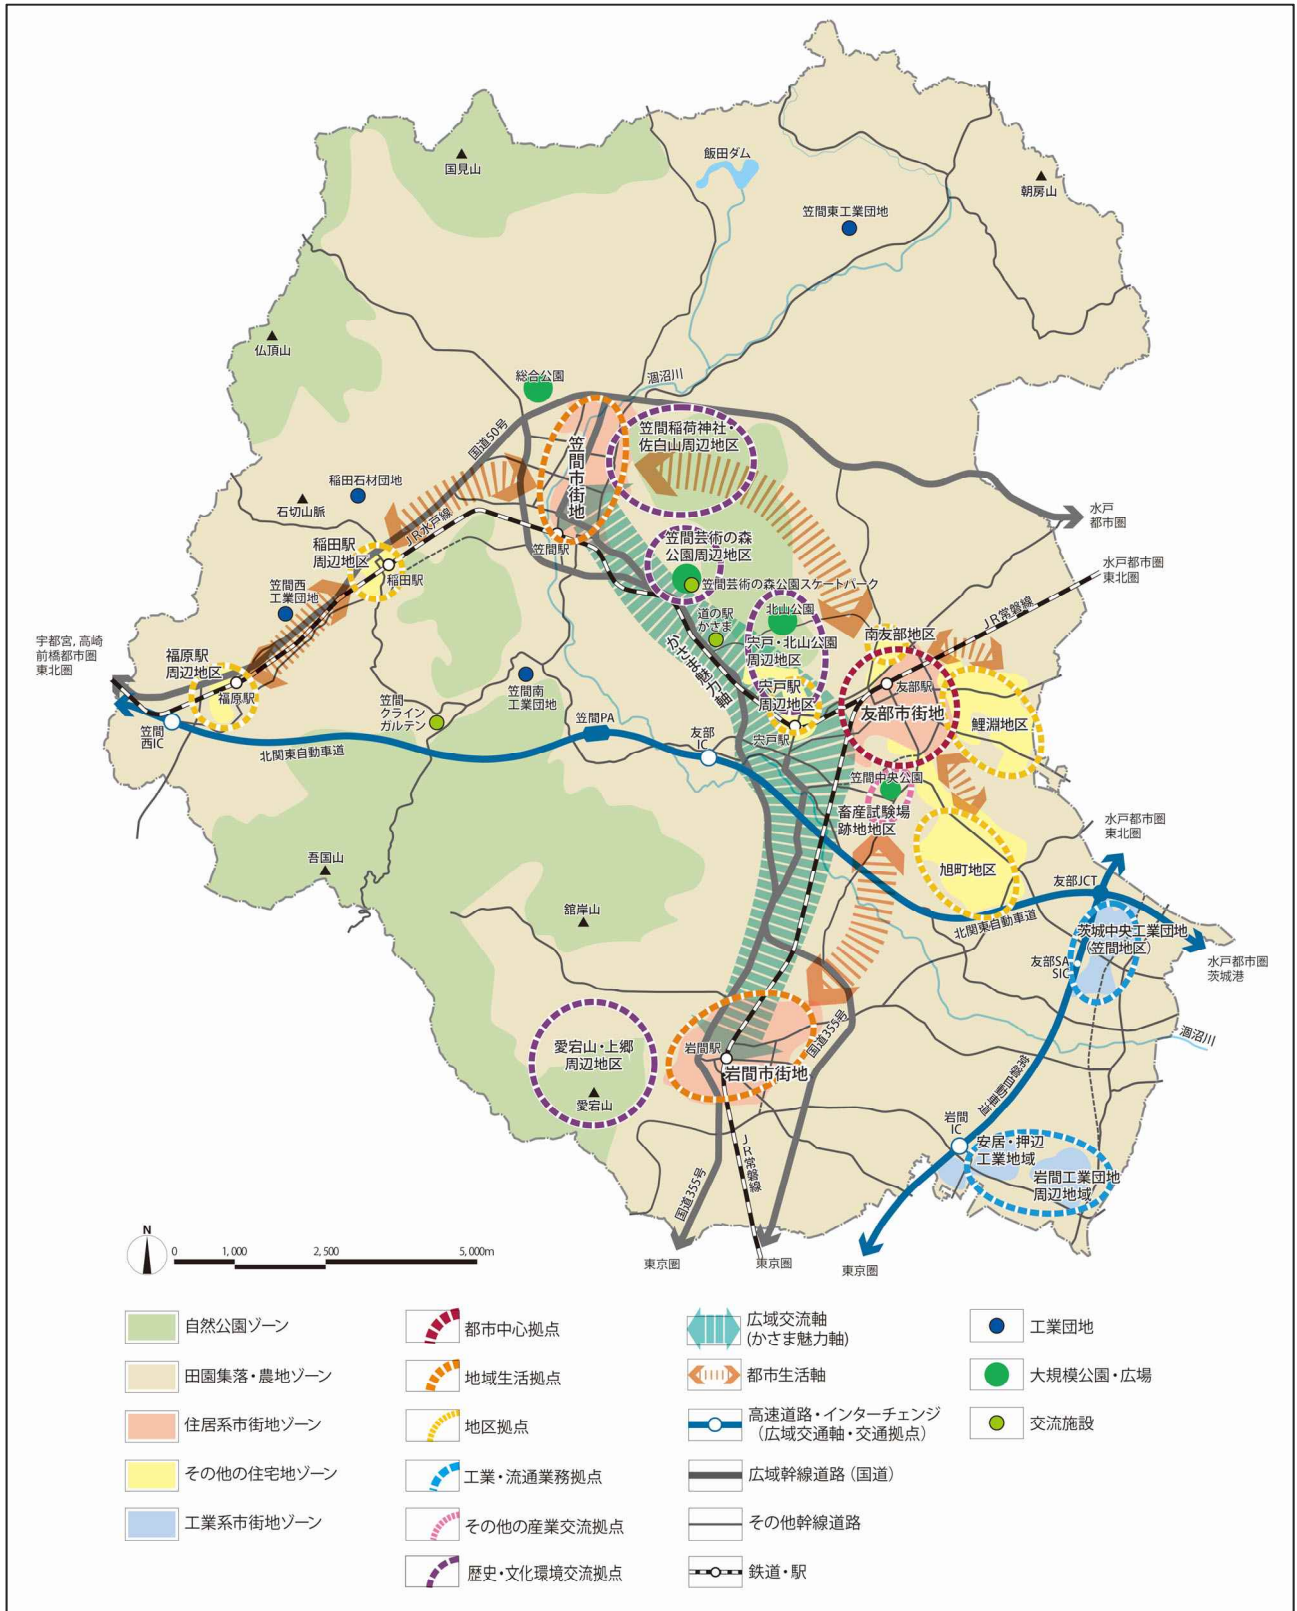 国見山
飯田ダム
朝房山
笠間東工業団地
仏頂山
総合公園
涸沼川
国道50号
笠間市街地
笠間稲荷神社・
佐白山周辺地区
稲田石材団地
石切山脈
水戸
都市圏
JR水戸線
稲田駅
周辺地区
笠間駅
笠間芸術の森
公園周辺地区
稲田駅
笠間芸術の森公園スケートパーク
水戸都市圏
東北圏
笠間西
工業団地
道の駅
かさま
北山公園
JR常磐線
宇都宮,高崎
前橋都市圏
東北圏
福原駅
周辺地区
かさま魅力軸
宍戸・北山公園
周辺地区
南友部地区
福原駅
笠間南
工業団地
宍戸駅
周辺地区
友部駅
友部市街地
鯉淵地区
笠間
クライン
ガルテン
笠間PA
友部
IC
宍戸駅
笠間
西IC
北関東自動車道
笠間中央公園
畜産試験場
跡地地区
水戸都市圏
東北圏
吾国山
旭町地区
友部JCT
舘岸山
北関東自動車道
茨城中央工業団地
(笠間地区)
友部SA
SIC
水戸都市圏
茨城港
愛宕山・上郷
周辺地区
愛宕山
岩間駅
岩間市街地
国道355号
涸沼川
常磐自動車道
岩間
IC
安居・押辺
工業地域
岩間工業団地
周辺地域
JR常磐線
国道355号
東京圏
東京圏
東京圏
N
0 1,000 2,500 5,000m
自然公園ゾーン
田園集落・農地ゾーン
住居系市街地ゾーン
その他の住宅地ゾーン
工業系市街地ゾーン
都市中心拠点
地域生活拠点
地区拠点
工業・流通業務拠点
その他の産業交流拠点
歴史・文化環境交流拠点
広域交流軸
(かさま魅力軸)
都市生活軸
高速道路・インターチェンジ
(広域交通軸・交通拠点)
広域幹線道路(国道)
その他幹線道路
鉄道・駅
工業団地
大規模公園・広場
交流施設